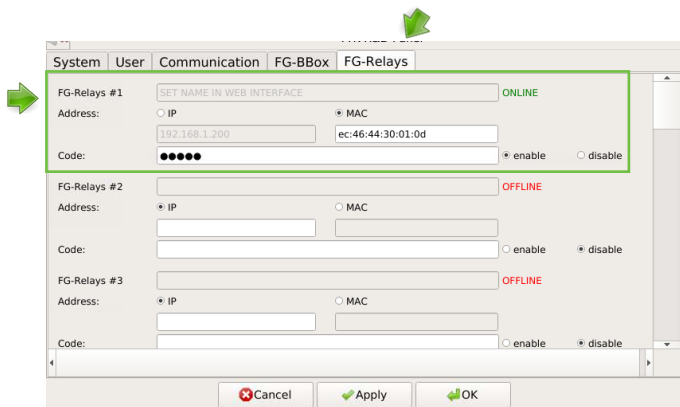 System User Communication FG-BBox FG-Relays
FG-Relays #1 SET NAME IN WEB INTERFACE ONLINE
Address: IP MAC
192.168.1.200 ec:46:44:30:01:0d
Code: ●●●●● enable disable
FG-Relays #2 OFFLINE
Address: IP MAC
Code: enable disable
FG-Relays #3 OFFLINE
Address: IP MAC
Code: enable disable
Cancel Apply OK